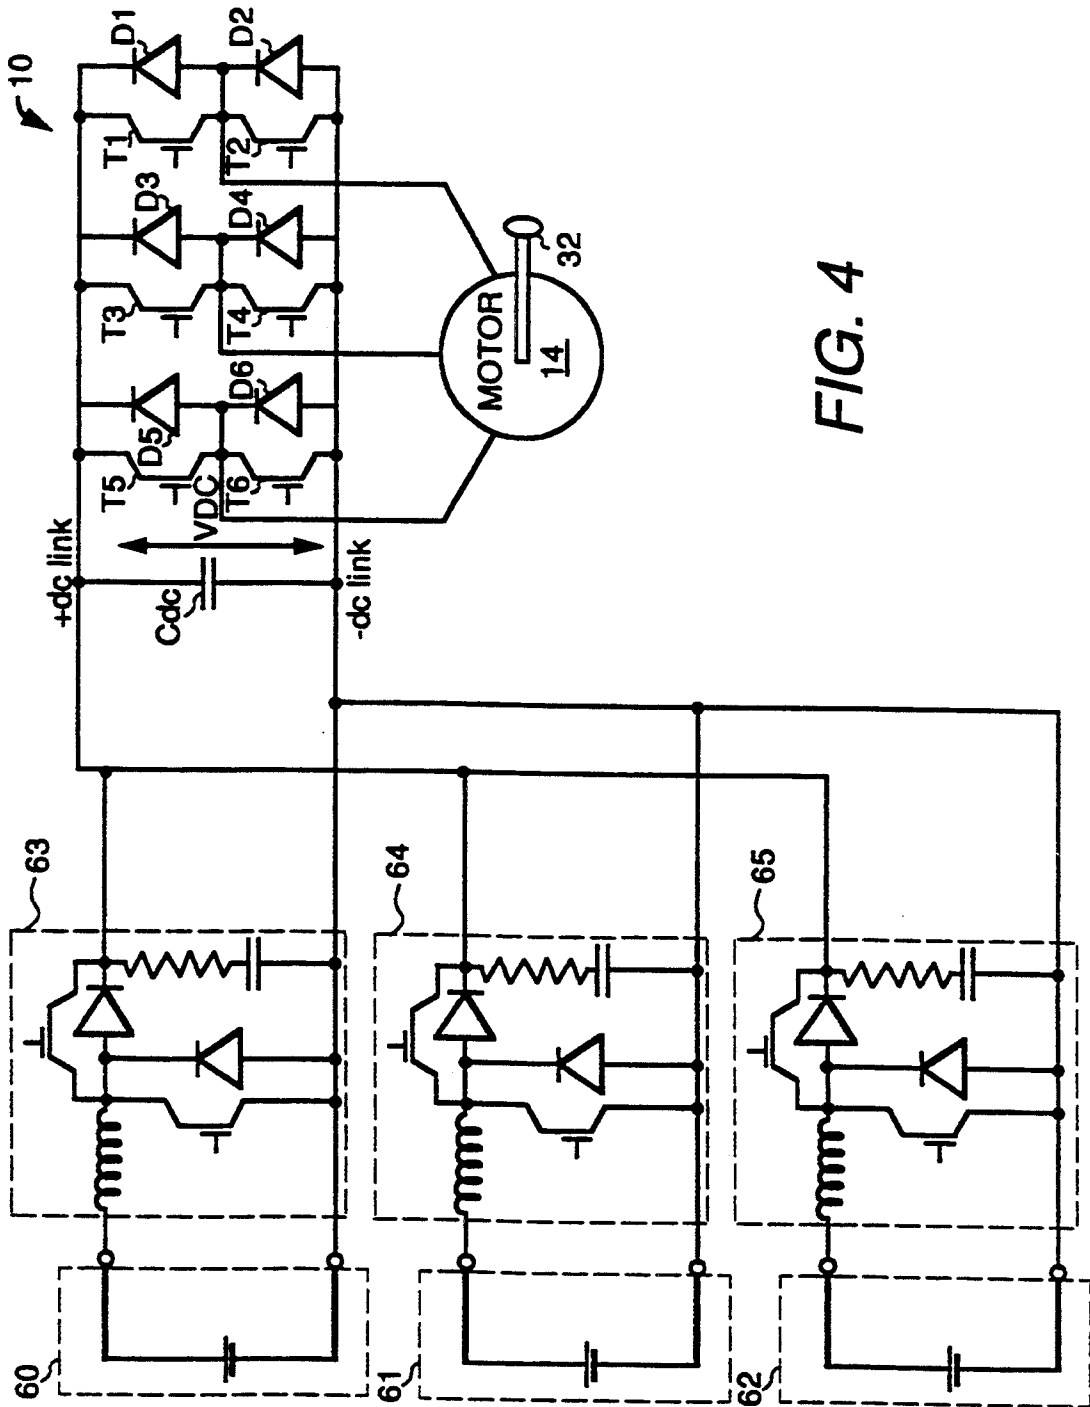 10
+dc link
-dc link
Cdc
VDC
T5
D5
T3
D3
T1
D1
T6
D6
T4
D4
T2
D2
MOTOR
14
32
63
64
65
60
61
62
FIG. 4